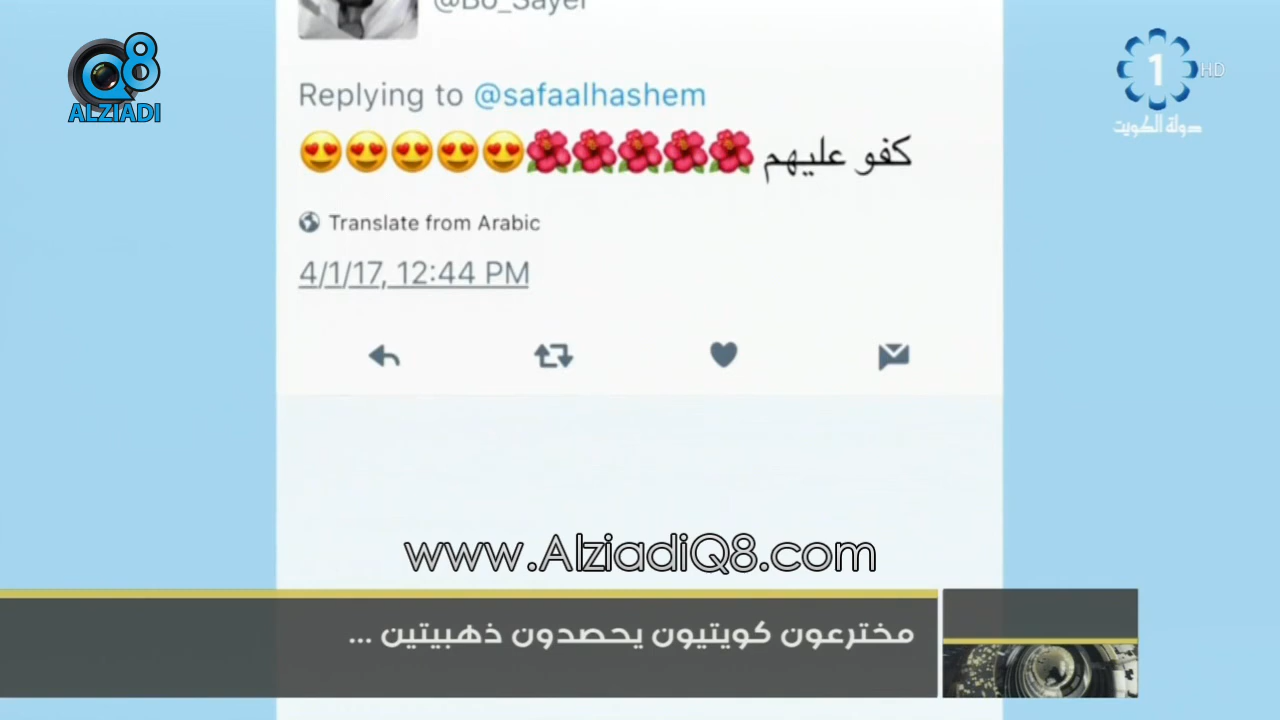 Q8
ALZIADI
1 HD
دولة الكويت
Replying to @safaalhashem
كفو عليهم 🌺🌺🌺🌺🌺😍😍😍😍😍
Translate from Arabic
4/1/17, 12:44 PM
www.AlziadiQ8.com
مخترعون كويتيون يحصدون ذهبيتين ...